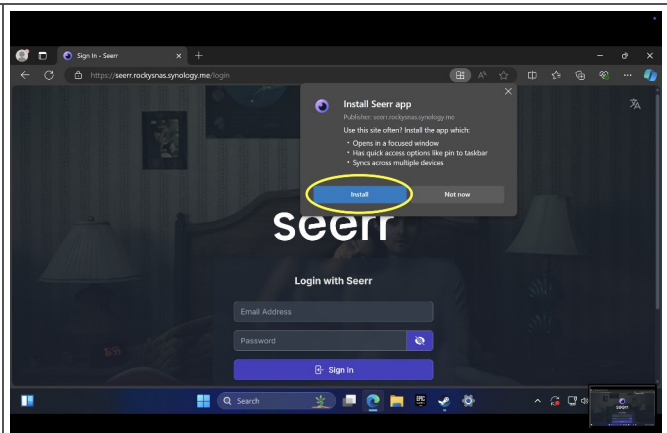 Sign In - Seerr
https://seerr.rockysnas.synology.me/login
Install Seerr app
Publisher: seerr.rockysnas.synology.me
Use this site often? Install the app which:
• Opens in a focused window
• Has quick access options like pin to taskbar
• Syncs across multiple devices
Install
Not now
seerr
Login with Seerr
Email Address
Password
Sign In
Search
EPIC